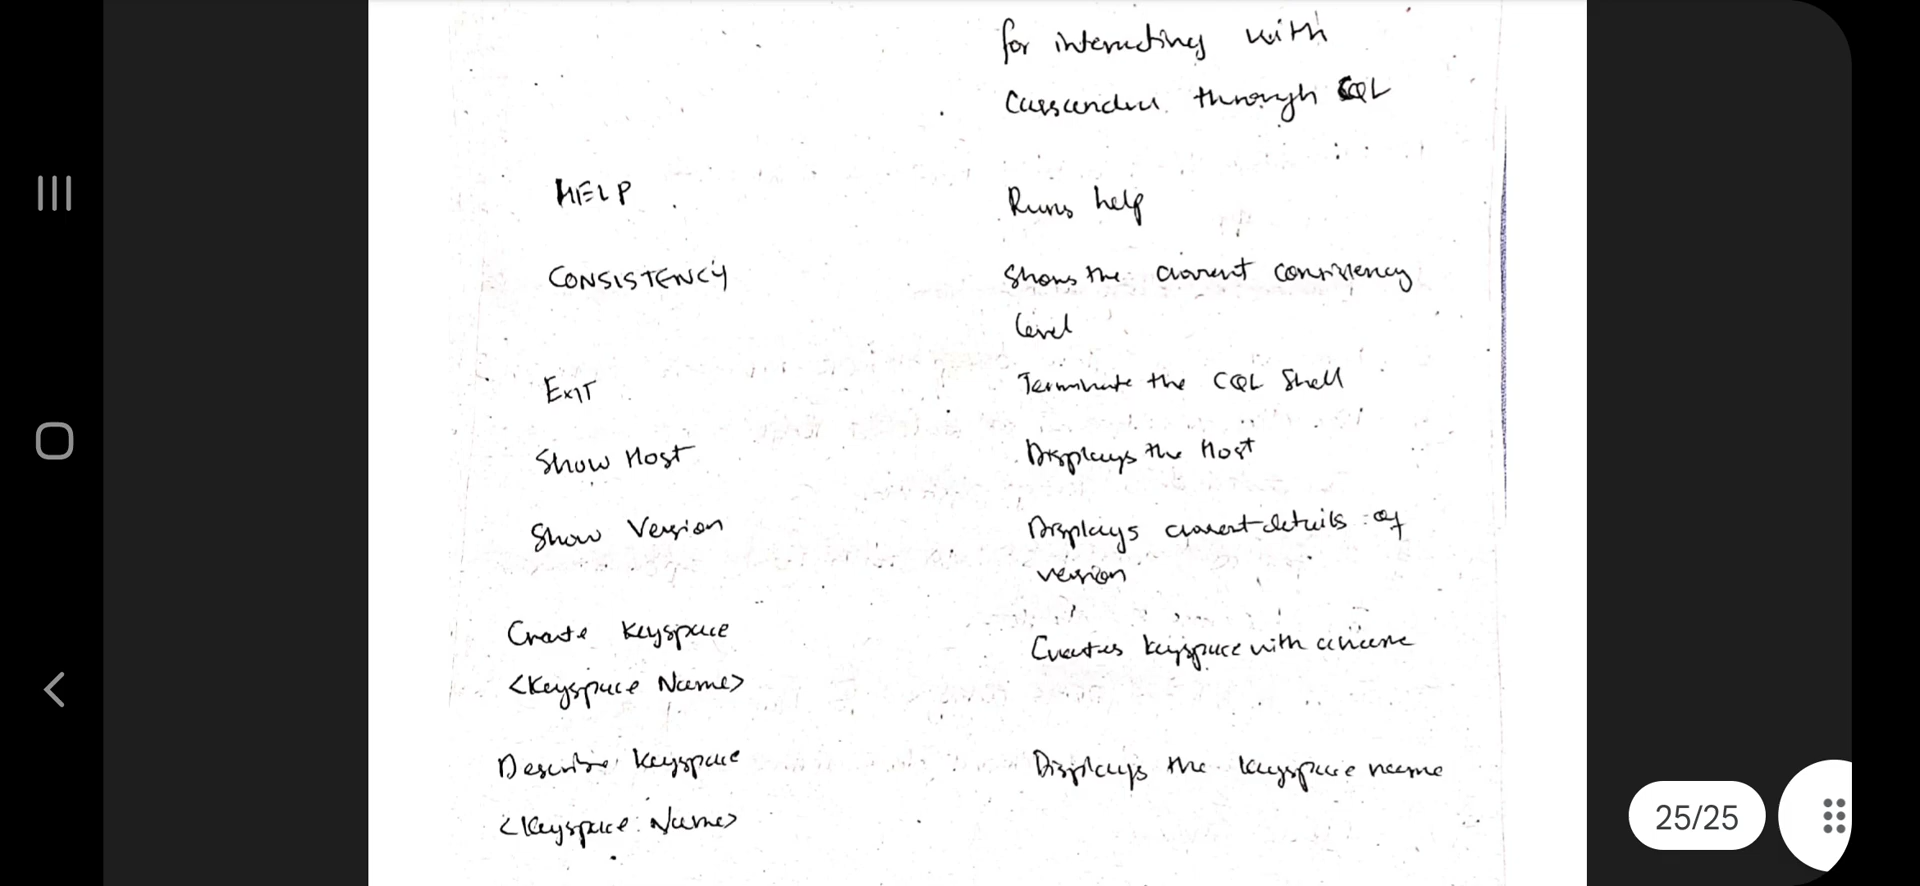 for interacting with
Cassandra through CQL
HELP
Runs help
CONSISTENCY
Shows the current consistency
level
Exit
Terminate the CQL Shell
Show Host
Displays the Host
Show Version
Displays current details of
version
Create Keyspace
<Keyspace Name>
Creates keyspace with a name
Describe Keyspace
<Keyspace Name>
Displays the keyspace name
25/25